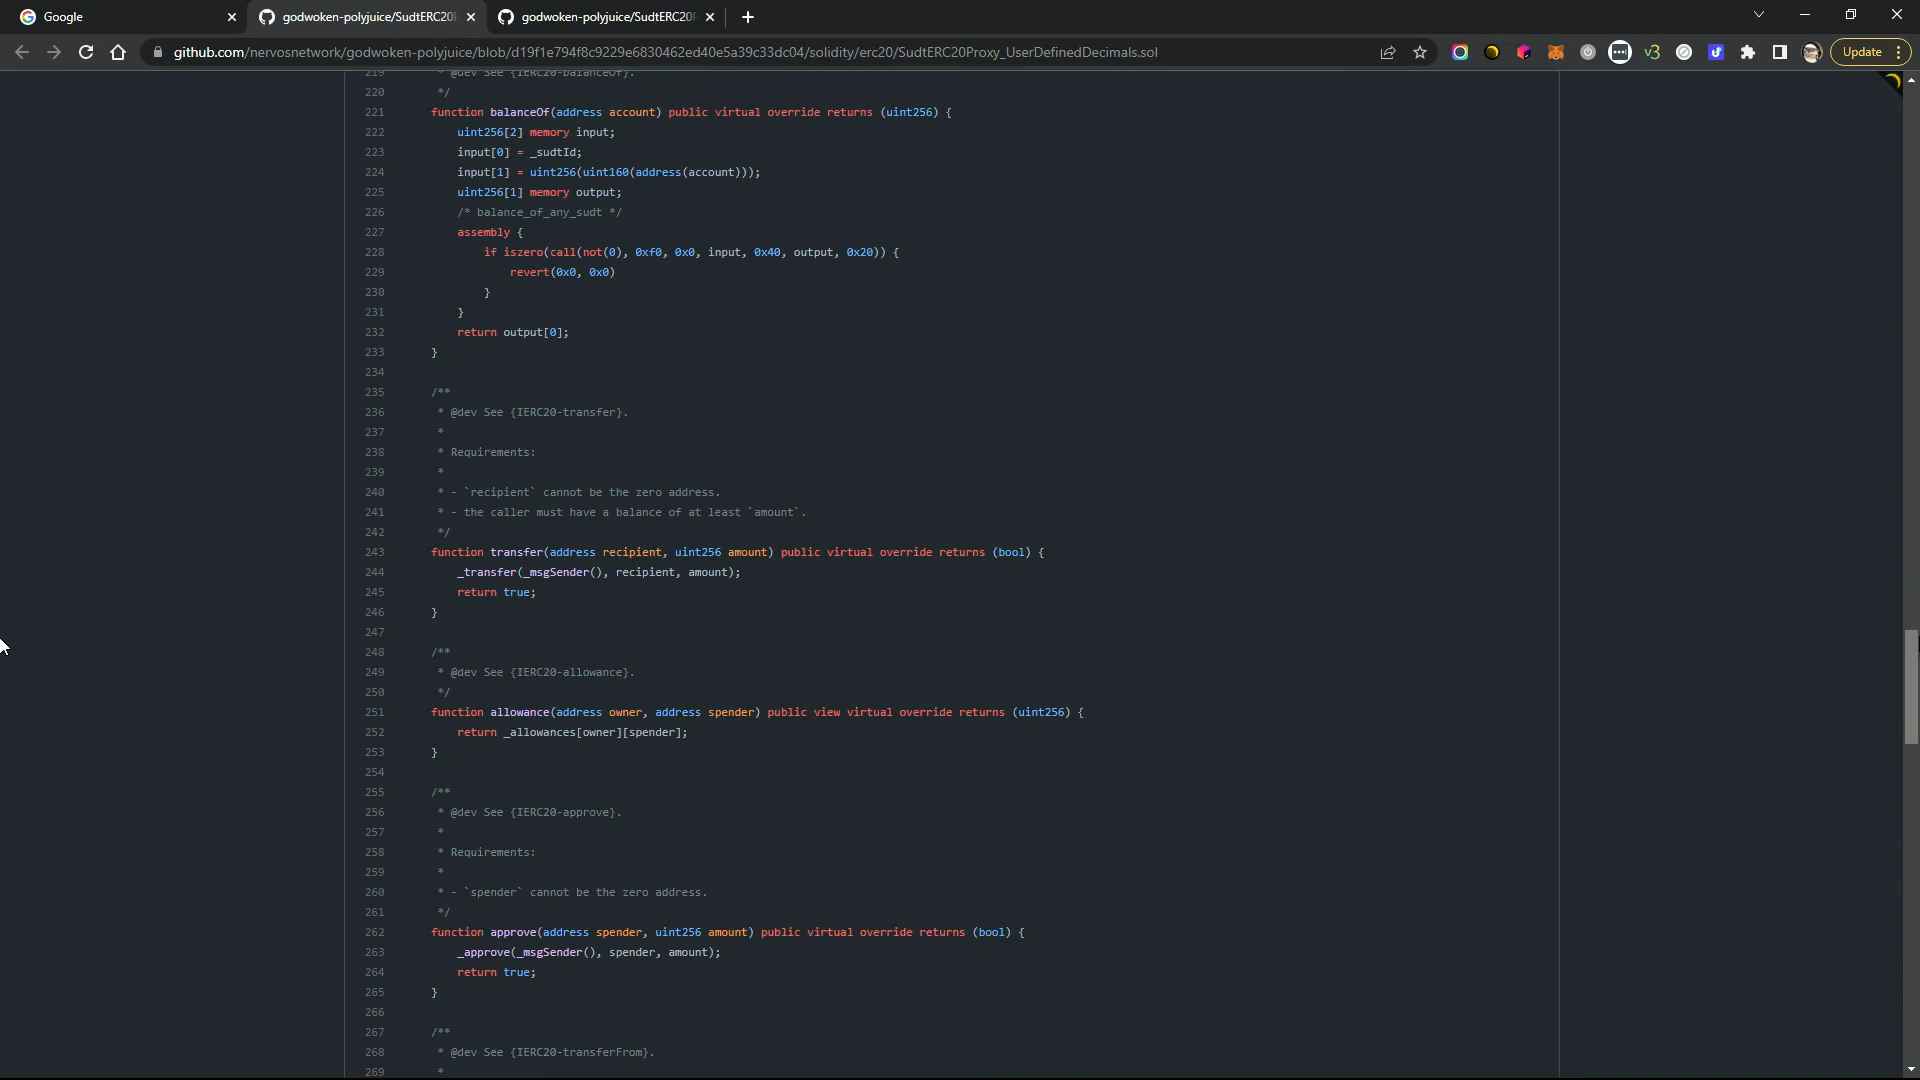 Google
godwoken-polyjuice/SudtERC20P
godwoken-polyjuice/SudtERC20P
github.com/nervosnetwork/godwoken-polyjuice/blob/d19f1e794f8c9229e6830462ed40e5a39c33dc04/solidity/erc20/SudtERC20Proxy_UserDefinedDecimals.sol
v3
Update
219 * @dev See {IERC20-balanceOf}.
220 */
221 function balanceOf(address account) public virtual override returns (uint256) {
222 uint256[2] memory input;
223 input[0] = _sudtId;
224 input[1] = uint256(uint160(address(account)));
225 uint256[1] memory output;
226 /* balance_of_any_sudt */
227 assembly {
228 if iszero(call(not(0), 0xf0, 0x0, input, 0x40, output, 0x20)) {
229 revert(0x0, 0x0)
230 }
231 }
232 return output[0];
233 }
234
235 /**
236 * @dev See {IERC20-transfer}.
237 *
238 * Requirements:
239 *
240 * - `recipient` cannot be the zero address.
241 * - the caller must have a balance of at least `amount`.
242 */
243 function transfer(address recipient, uint256 amount) public virtual override returns (bool) {
244 _transfer(_msgSender(), recipient, amount);
245 return true;
246 }
247
248 /**
249 * @dev See {IERC20-allowance}.
250 */
251 function allowance(address owner, address spender) public view virtual override returns (uint256) {
252 return _allowances[owner][spender];
253 }
254
255 /**
256 * @dev See {IERC20-approve}.
257 *
258 * Requirements:
259 *
260 * - `spender` cannot be the zero address.
261 */
262 function approve(address spender, uint256 amount) public virtual override returns (bool) {
263 _approve(_msgSender(), spender, amount);
264 return true;
265 }
266
267 /**
268 * @dev See {IERC20-transferFrom}.
269 *